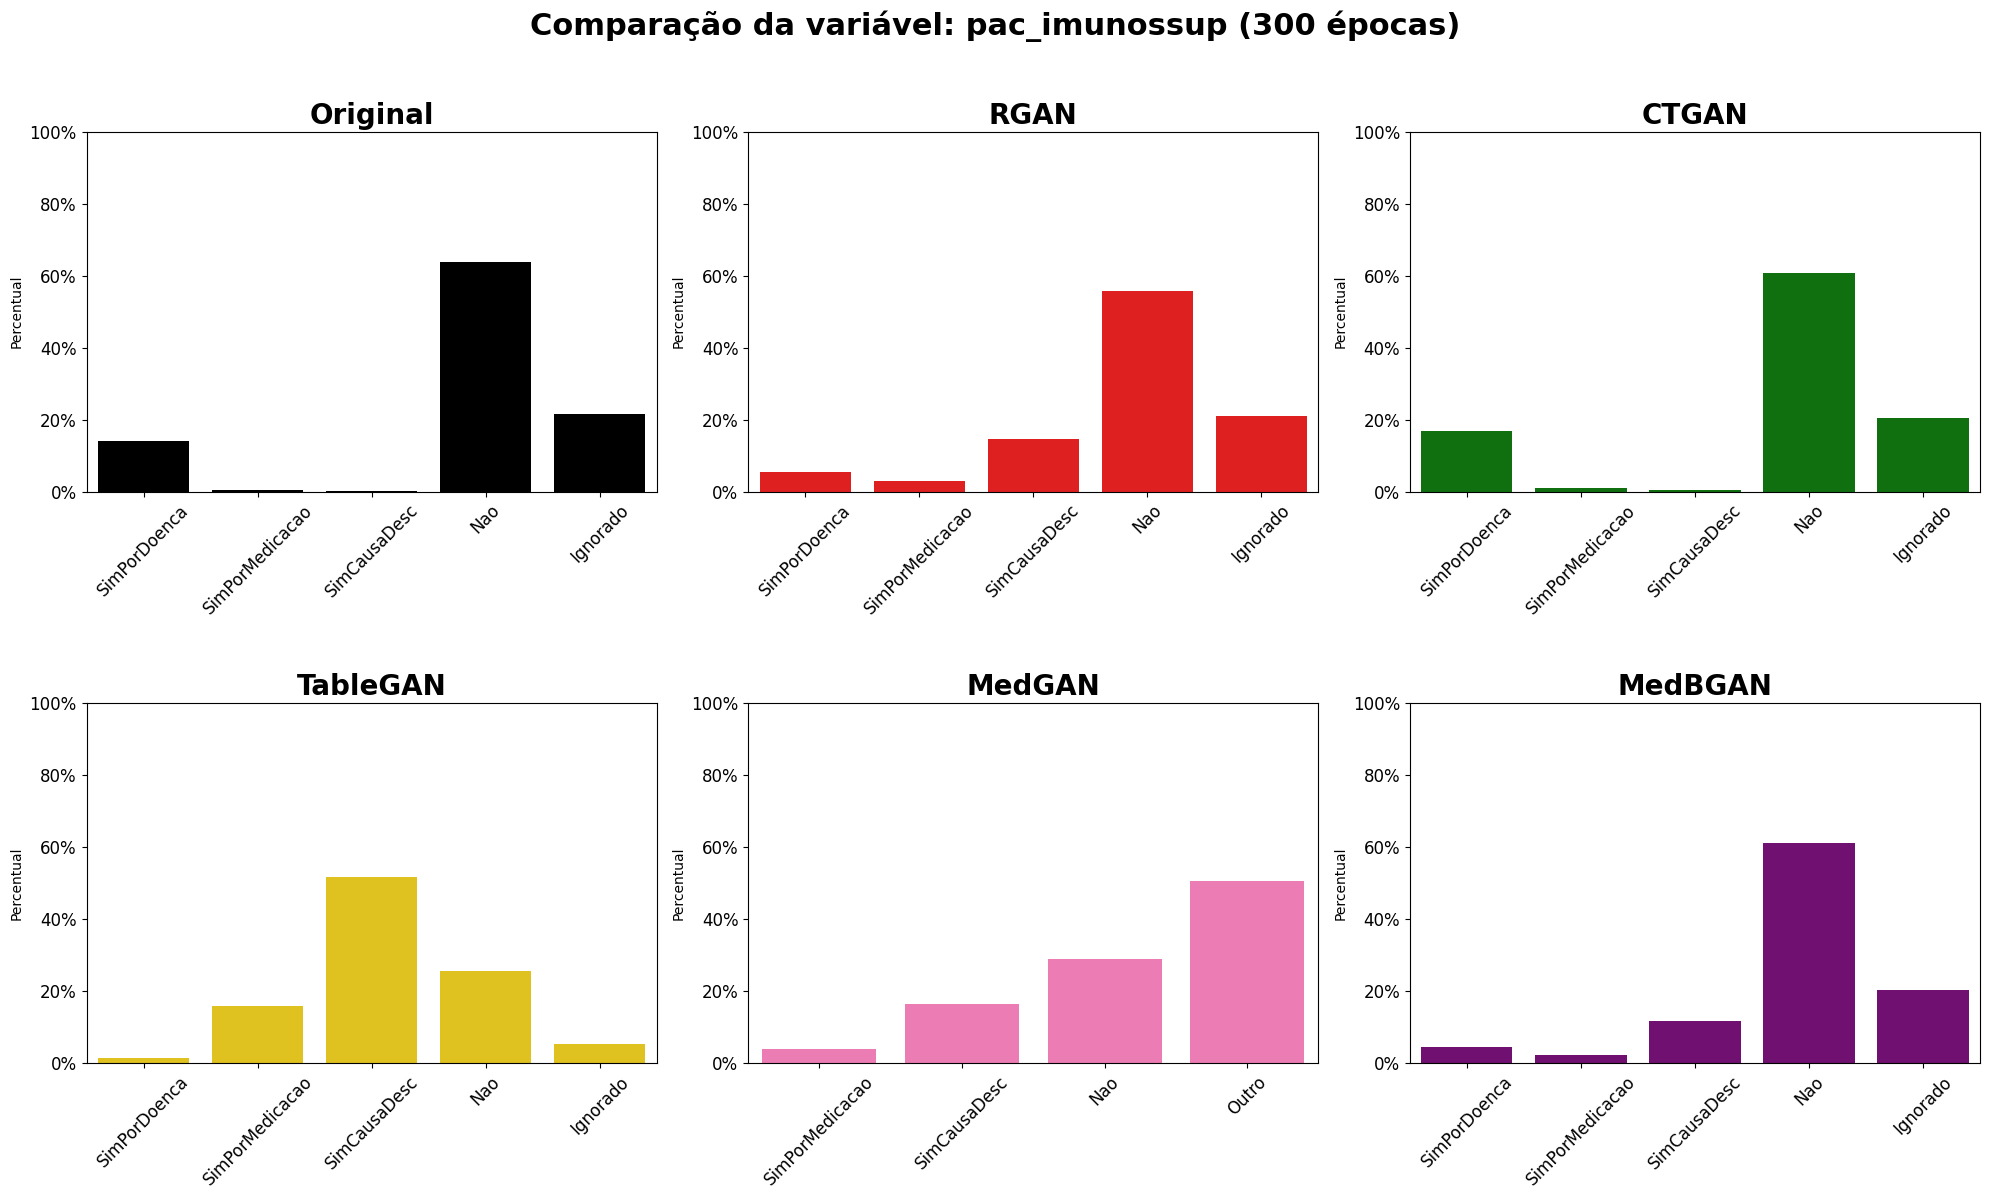 Comparação da variável: pac_imunossup (300 épocas)
Original
100%
80%
60%
40%
20%
0%
Percentual
SimPorDoenca
SimPorMedicacao
SimCausaDesc
Nao
Ignorado
RGAN
100%
80%
60%
40%
20%
0%
Percentual
SimPorDoenca
SimPorMedicacao
SimCausaDesc
Nao
Ignorado
CTGAN
100%
80%
60%
40%
20%
0%
Percentual
SimPorDoenca
SimPorMedicacao
SimCausaDesc
Nao
Ignorado
TableGAN
100%
80%
60%
40%
20%
0%
Percentual
SimPorDoenca
SimPorMedicacao
SimCausaDesc
Nao
Ignorado
MedGAN
100%
80%
60%
40%
20%
0%
Percentual
SimPorMedicacao
SimCausaDesc
Nao
Outro
MedBGAN
100%
80%
60%
40%
20%
0%
Percentual
SimPorDoenca
SimPorMedicacao
SimCausaDesc
Nao
Ignorado